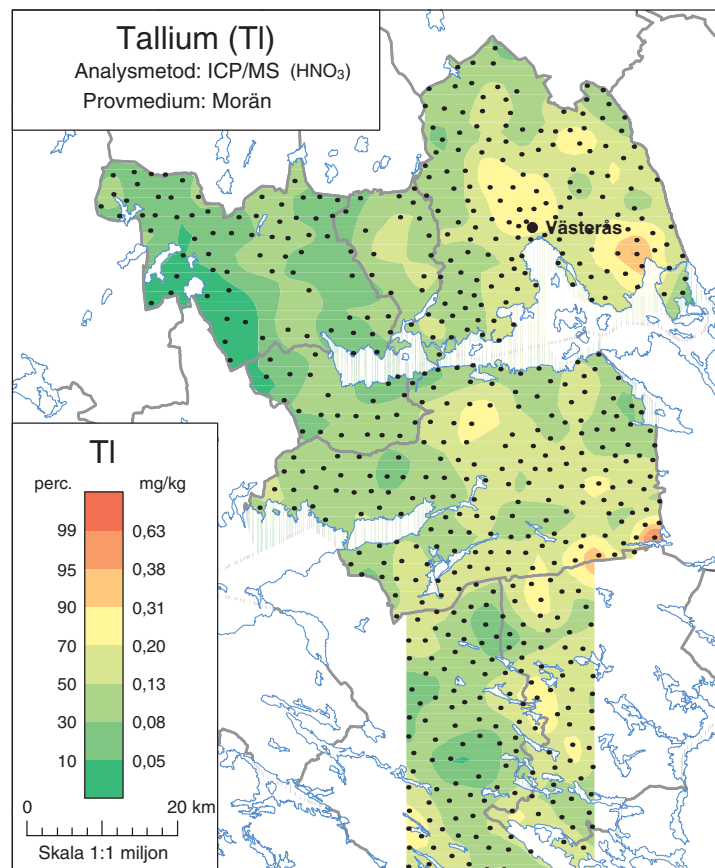 Tallium (Tl)
Analysmetod: ICP/MS (HNO₃)
Provmedium: Morän
Västerås
Tl
perc. mg/kg
99 0,63
95 0,38
90 0,31
70 0,20
50 0,13
30 0,08
10 0,05
0 20 km
Skala 1:1 miljon